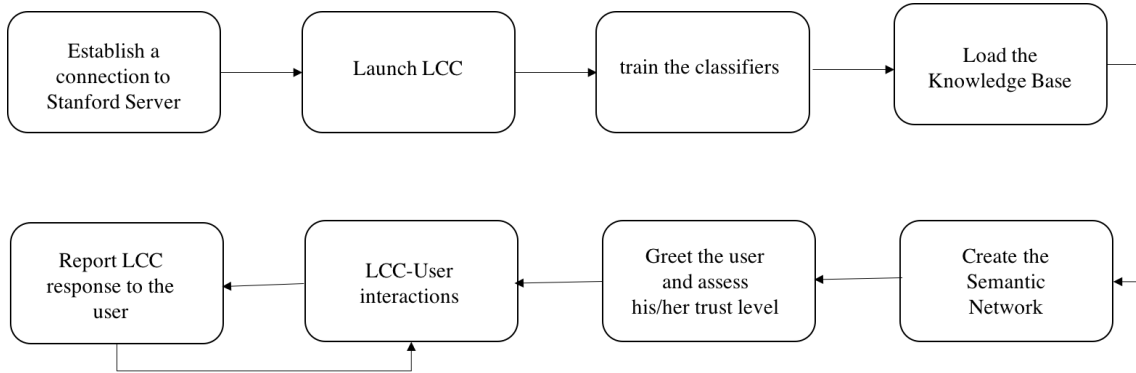 Establish a
connection to
Stanford Server
Launch LCC
train the classifiers
Load the
Knowledge Base
Create the
Semantic
Network
Greet the user
and assess
his/her trust level
LCC-User
interactions
Report LCC
response to the
user